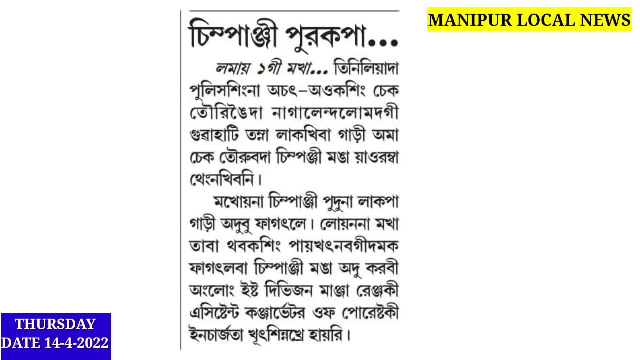 MANIPUR LOCAL NEWS
চিম্পাঞ্জী পুরকপা...
লমায় ১গী মখা... তিনিলিয়াদা
পুলিসশিংনা অচৎ-অওকশিং চেক
তৌরিঙৈদা নাগালেন্দলোমদগী
গুৱাহাটি তম্না লাকখিবা গাড়ী অমা
চেক তৌরুবদা চিম্পঞ্জী মঙা য়াওরম্বা
থেংনখিবনি।
মখোয়না চিম্পাঞ্জী পুদুনা লাকপা
গাড়ী অদুবু ফাগৎলে। লোয়ননা মখা
তাবা থবকশিং পায়খৎনবগীদমক
ফাগৎলবা চিম্পাঞ্জী মঙা অদু করবী
অংলোং ইষ্ট দিভিজন মাঞ্জা রেঞ্জকী
এসিষ্টেন্ট কঞ্জার্ভেটর ওফ পোরেষ্টকী
ইনচার্জতা খুৎশিন্নখ্রে হায়রি।
THURSDAY
DATE 14-4-2022